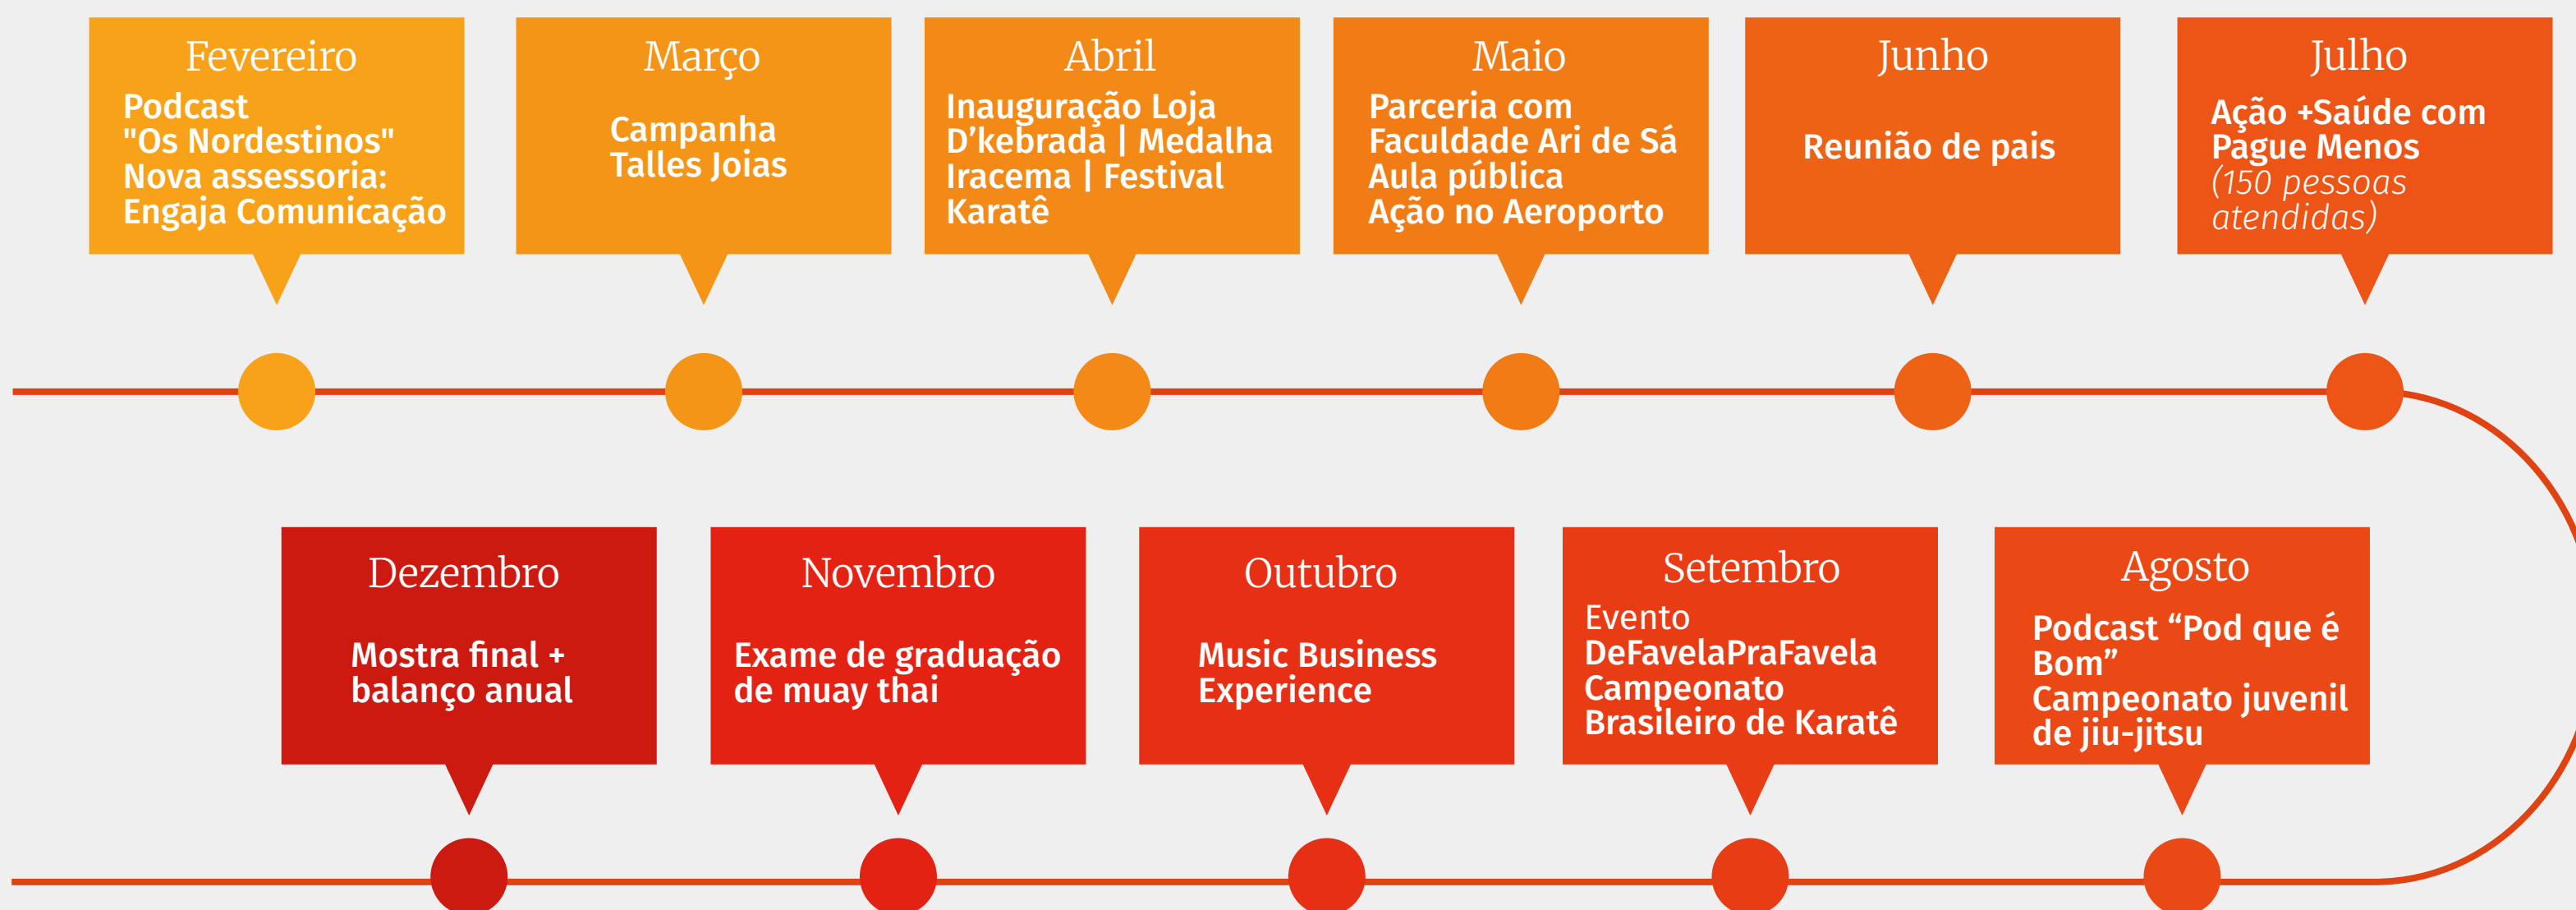 Fevereiro
Podcast
"Os Nordestinos"
Nova assessoria:
Engaja Comunicação
Março
Campanha
Talles Joias
Abril
Inauguração Loja
D’kebrada | Medalha
Iracema | Festival
Karatê
Maio
Parceria com
Faculdade Ari de Sá
Aula pública
Ação no Aeroporto
Junho
Reunião de pais
Julho
Ação +Saúde com
Pague Menos
(150 pessoas
atendidas)
Dezembro
Mostra final +
balanço anual
Novembro
Exame de graduação
de muay thai
Outubro
Music Business
Experience
Setembro
Evento
DeFavelaPraFavela
Campeonato
Brasileiro de Karatê
Agosto
Podcast “Pod que é
Bom”
Campeonato juvenil
de jiu-jitsu